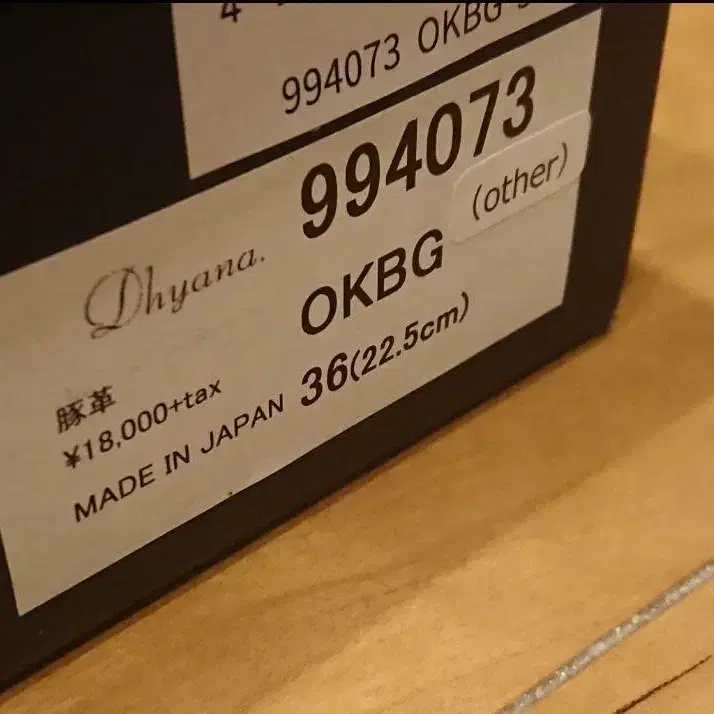 994073 OKBG
994073
(other)
Dhyana.
OKBG
豚革
¥18,000+tax
36(22.5cm)
MADE IN JAPAN